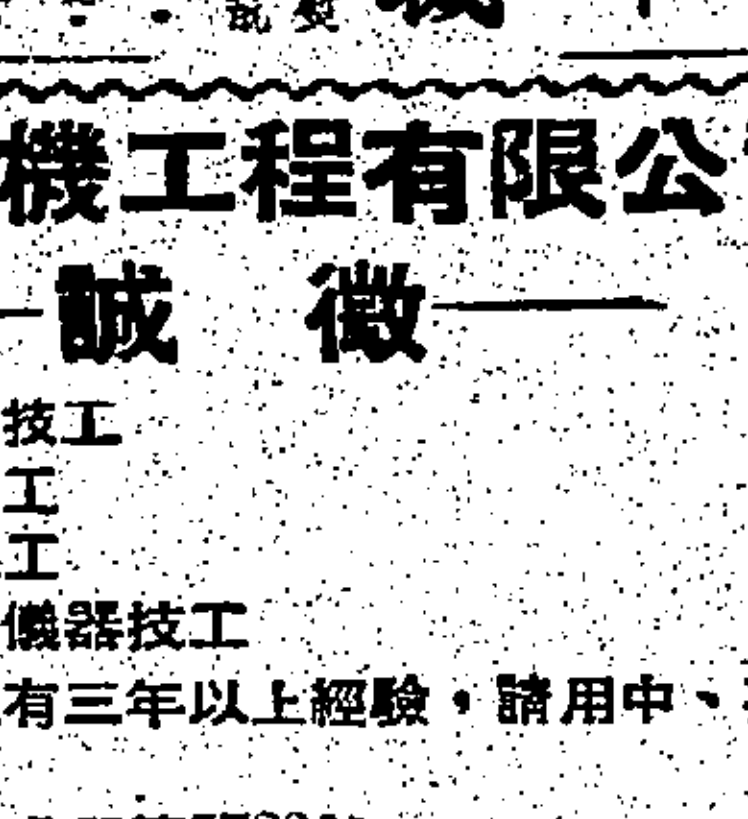 機工程有限公
誠 徵
技工
工
工
儀器技工
有三年以上經驗，請用中、